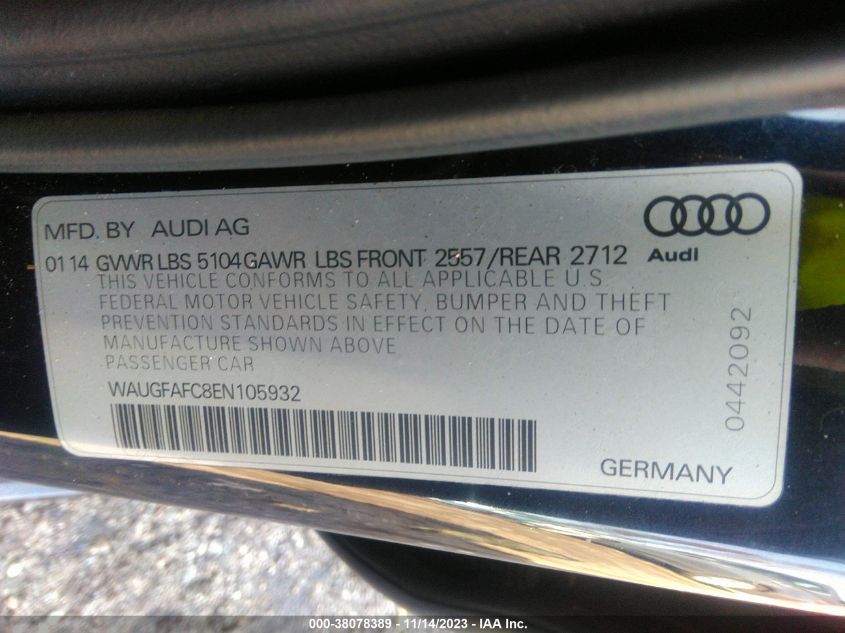 MFD. BY AUDI AG
01 14 GVWR LBS 5104 GAWR LBS FRONT 2557/REAR 2712
Audi
THIS VEHICLE CONFORMS TO ALL APPLICABLE U.S.
FEDERAL MOTOR VEHICLE SAFETY, BUMPER AND THEFT
PREVENTION STANDARDS IN EFFECT ON THE DATE OF
MANUFACTURE SHOWN ABOVE
PASSENGER CAR
WAUGFAFC8EN105932
0442092
GERMANY
000-38078389 - 11/14/2023 - IAA Inc.